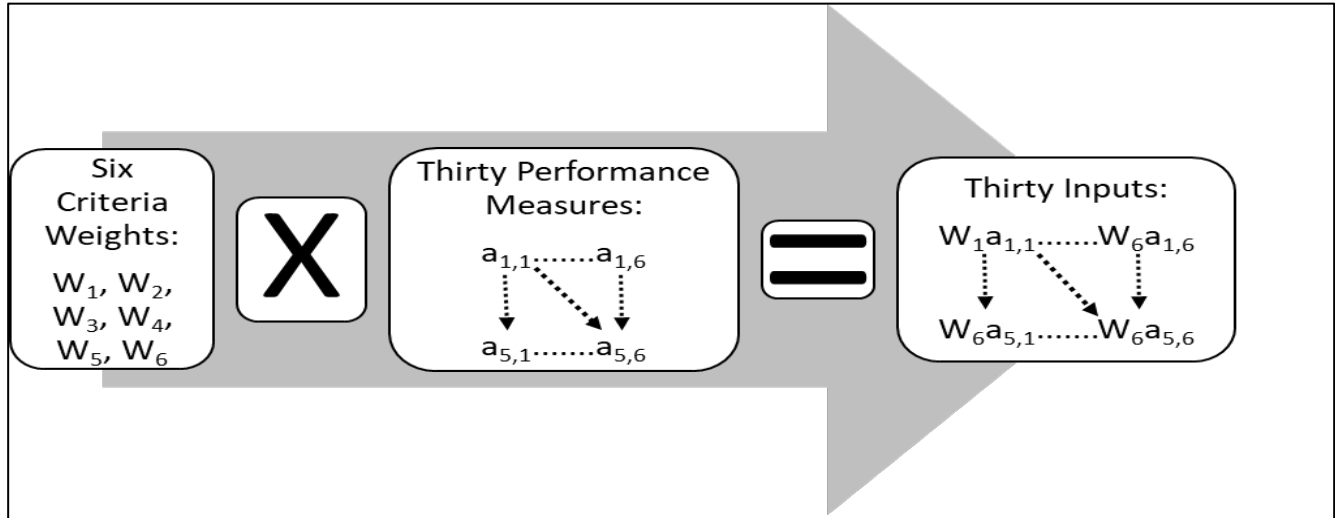 Six
Criteria
Weights:
W₁, W₂,
W₃, W₄,
W₅, W₆
X
Thirty Performance
Measures:
a₁,₁.......a₁,₆
a₅,₁.......a₅,₆
=
Thirty Inputs:
W₁a₁,₁.......W₆a₁,₆
W₆a₅,₁.......W₆a₅,₆